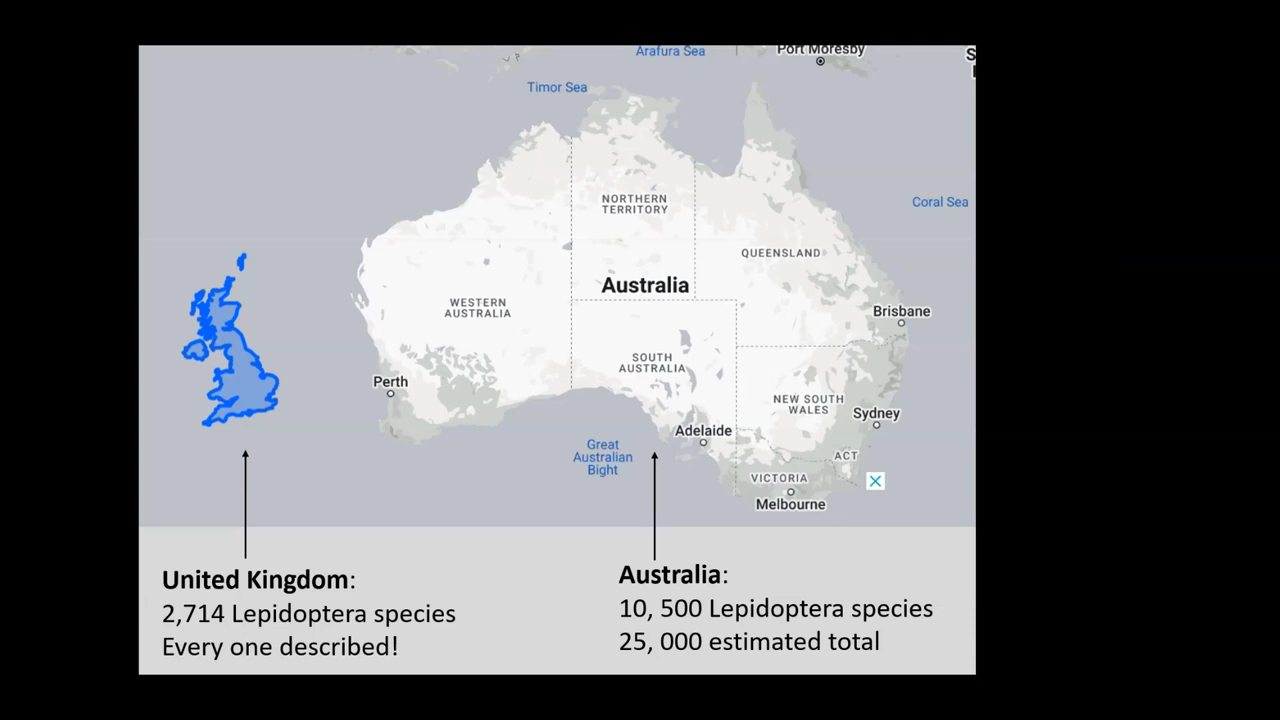 Arafura Sea
Port Moresby
S
Timor Sea
Coral Sea
NORTHERN
TERRITORY
QUEENSLAND
Australia
WESTERN
AUSTRALIA
Brisbane
SOUTH
AUSTRALIA
Perth
NEW SOUTH
WALES
Sydney
Adelaide
Great
Australian
Bight
ACT
VICTORIA
Melbourne
United Kingdom:
2,714 Lepidoptera species
Every one described!
Australia:
10, 500 Lepidoptera species
25, 000 estimated total